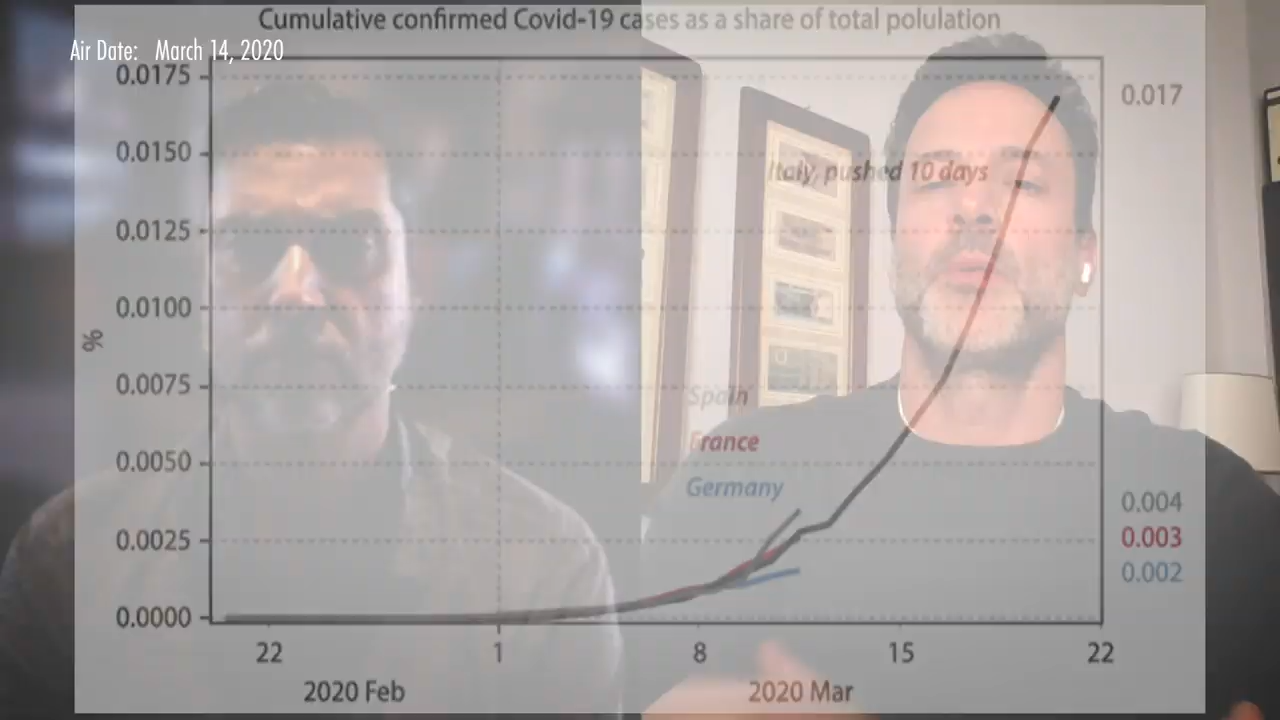 Cumulative confirmed Covid-19 cases as a share of total polulation
Air Date: March 14, 2020
0.0175
0.017
0.0150
Italy, pushed 10 days
0.0125
0.0100
%
0.0075
Spain
France
0.0050
Germany
0.004
0.0025
0.003
0.002
0.0000
22
1
8
15
22
2020 Feb
2020 Mar